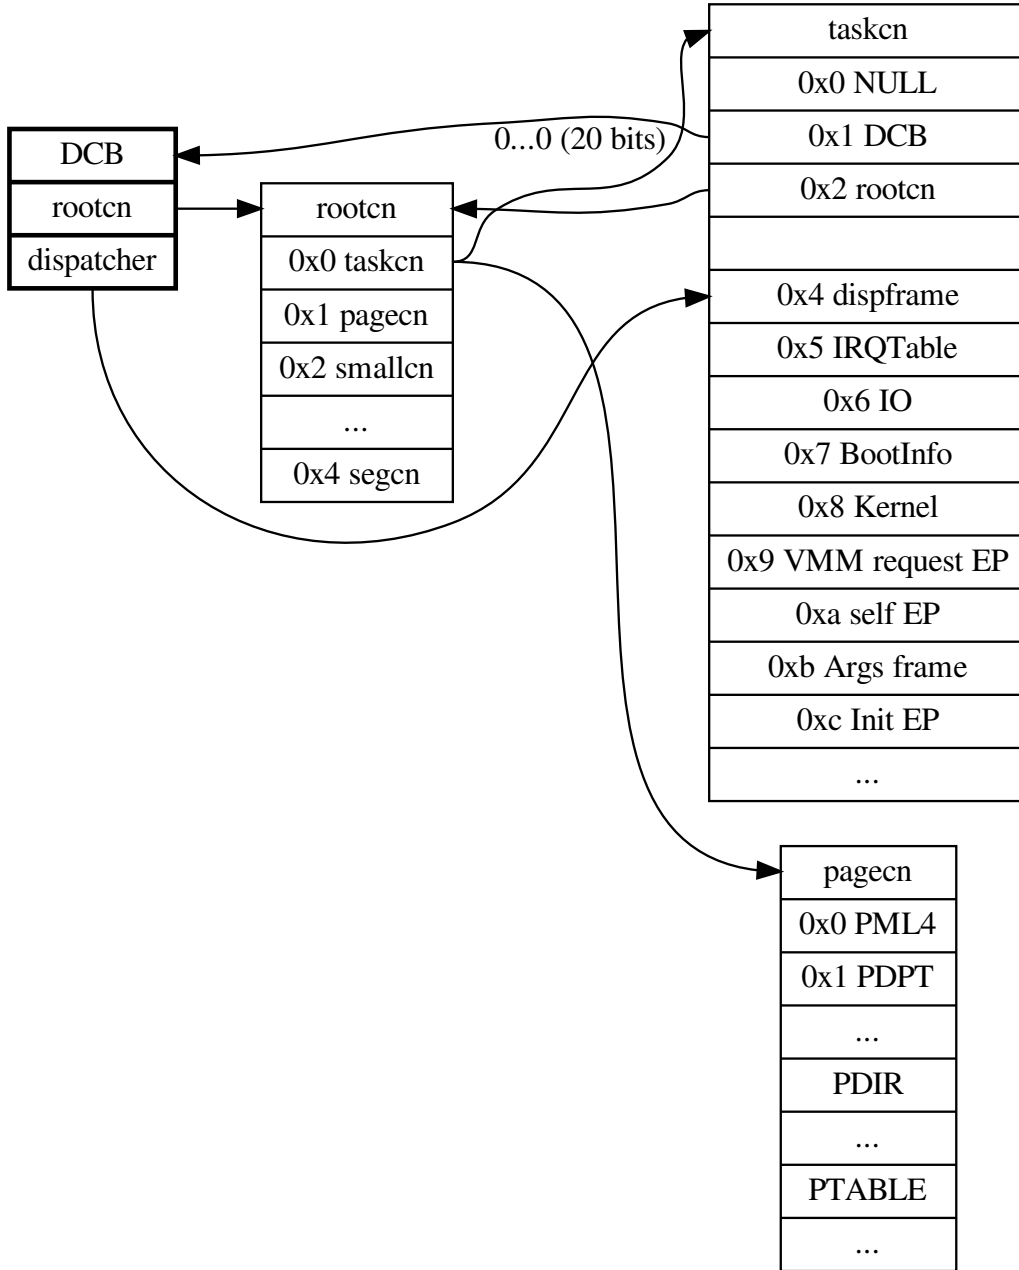 DCB
rootcn
dispatcher
rootcn
0x0 taskcn
0x1 pagecn
0x2 smallcn
...
0x4 segcn
0...0 (20 bits)
taskcn
0x0 NULL
0x1 DCB
0x2 rootcn
0x4 dispframe
0x5 IRQTable
0x6 IO
0x7 BootInfo
0x8 Kernel
0x9 VMM request EP
0xa self EP
0xb Args frame
0xc Init EP
...
pagecn
0x0 PML4
0x1 PDPT
...
PDIR
...
PTABLE
...